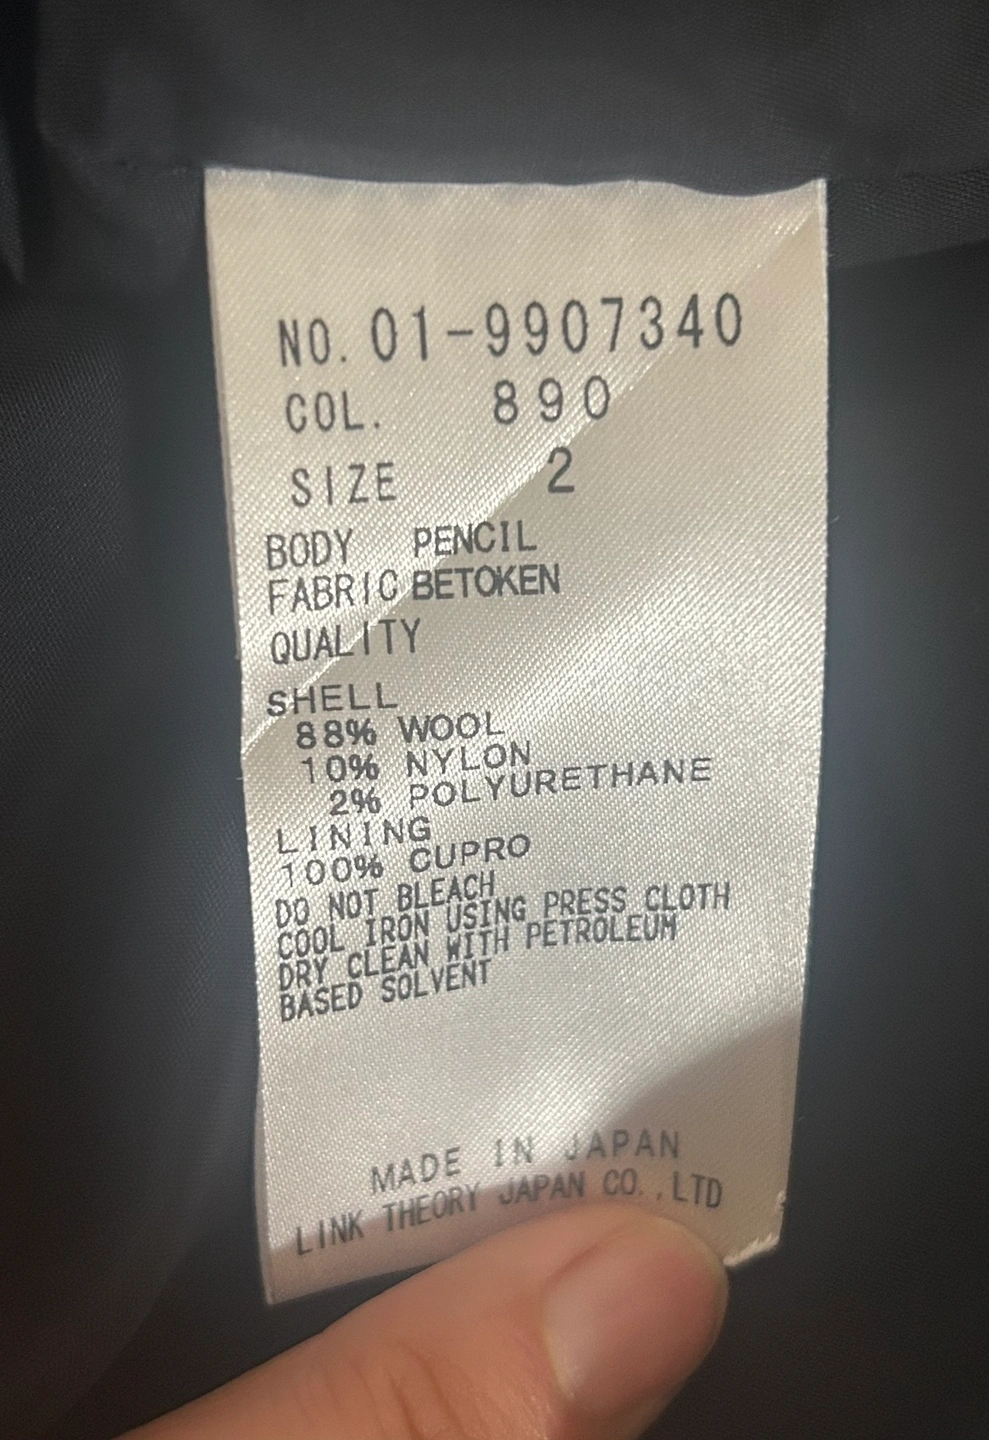 NO. 01-9907340
COL. 890
SIZE 2
BODY PENCIL
FABRIC BETOKEN
QUALITY
SHELL
88% WOOL
10% NYLON
2% POLYURETHANE
LINING
100% CUPRO
DO NOT BLEACH
COOL IRON USING PRESS CLOTH
DRY CLEAN WITH PETROLEUM
BASED SOLVENT
MADE IN JAPAN
LINK THEORY JAPAN CO.,LTD